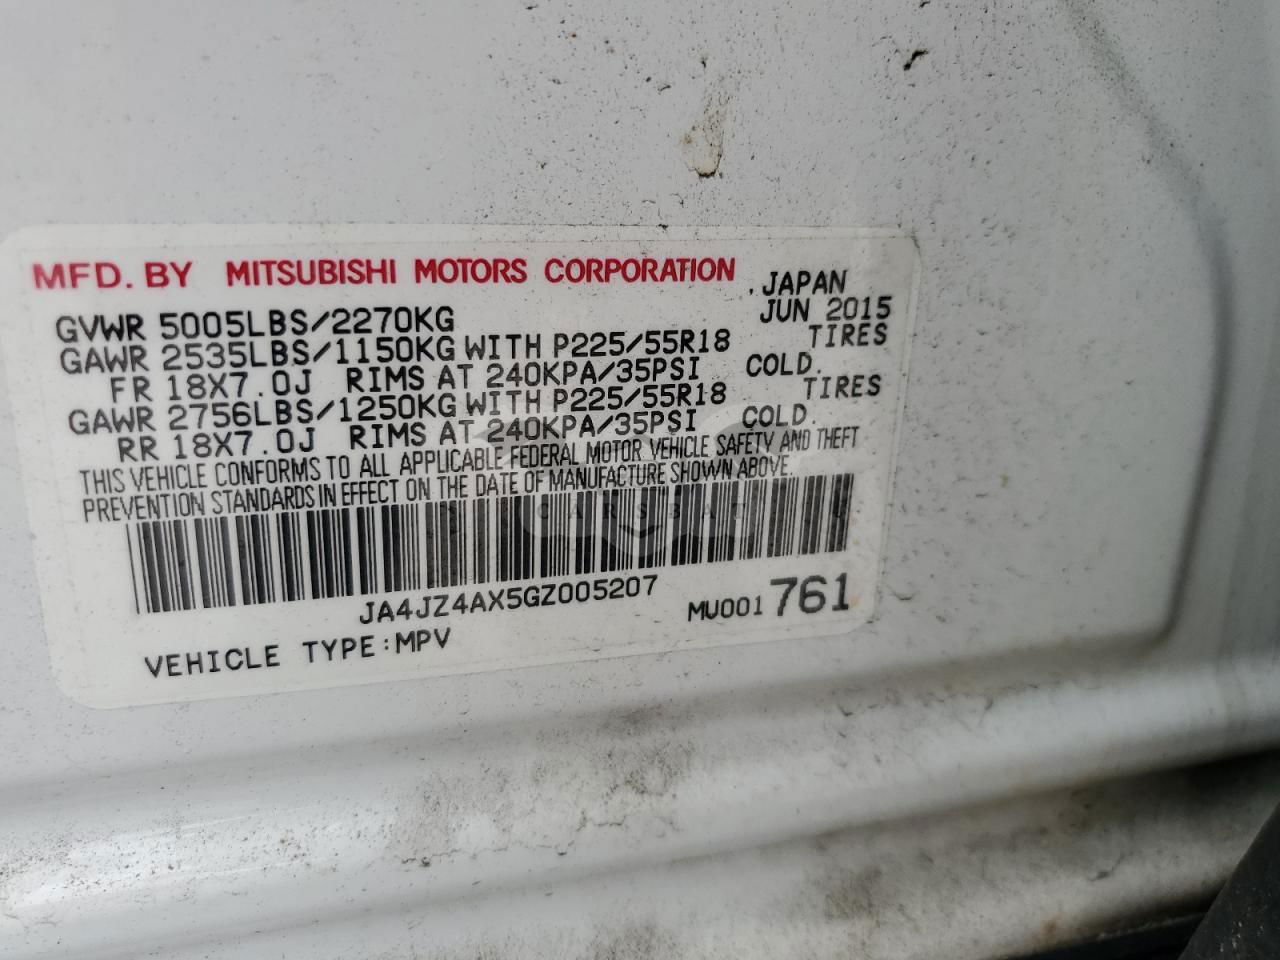 MFD. BY MITSUBISHI MOTORS CORPORATION , JAPAN
GVWR 5005LBS/2270KG JUN 2015
GAWR 2535LBS/1150KG WITH P225/55R18 TIRES
FR 18X7.0J RIMS AT 240KPA/35PSI COLD.
GAWR 2756LBS/1250KG WITH P225/55R18 TIRES
RR 18X7.0J RIMS AT 240KPA/35PSI COLD.
THIS VEHICLE CONFORMS TO ALL APPLICABLE FEDERAL MOTOR VEHICLE SAFETY AND THEFT
PREVENTION STANDARDS IN EFFECT ON THE DATE OF MANUFACTURE SHOWN ABOVE.
CARSBAT
JA4JZ4AX5GZ005207 MU001761
VEHICLE TYPE:MPV